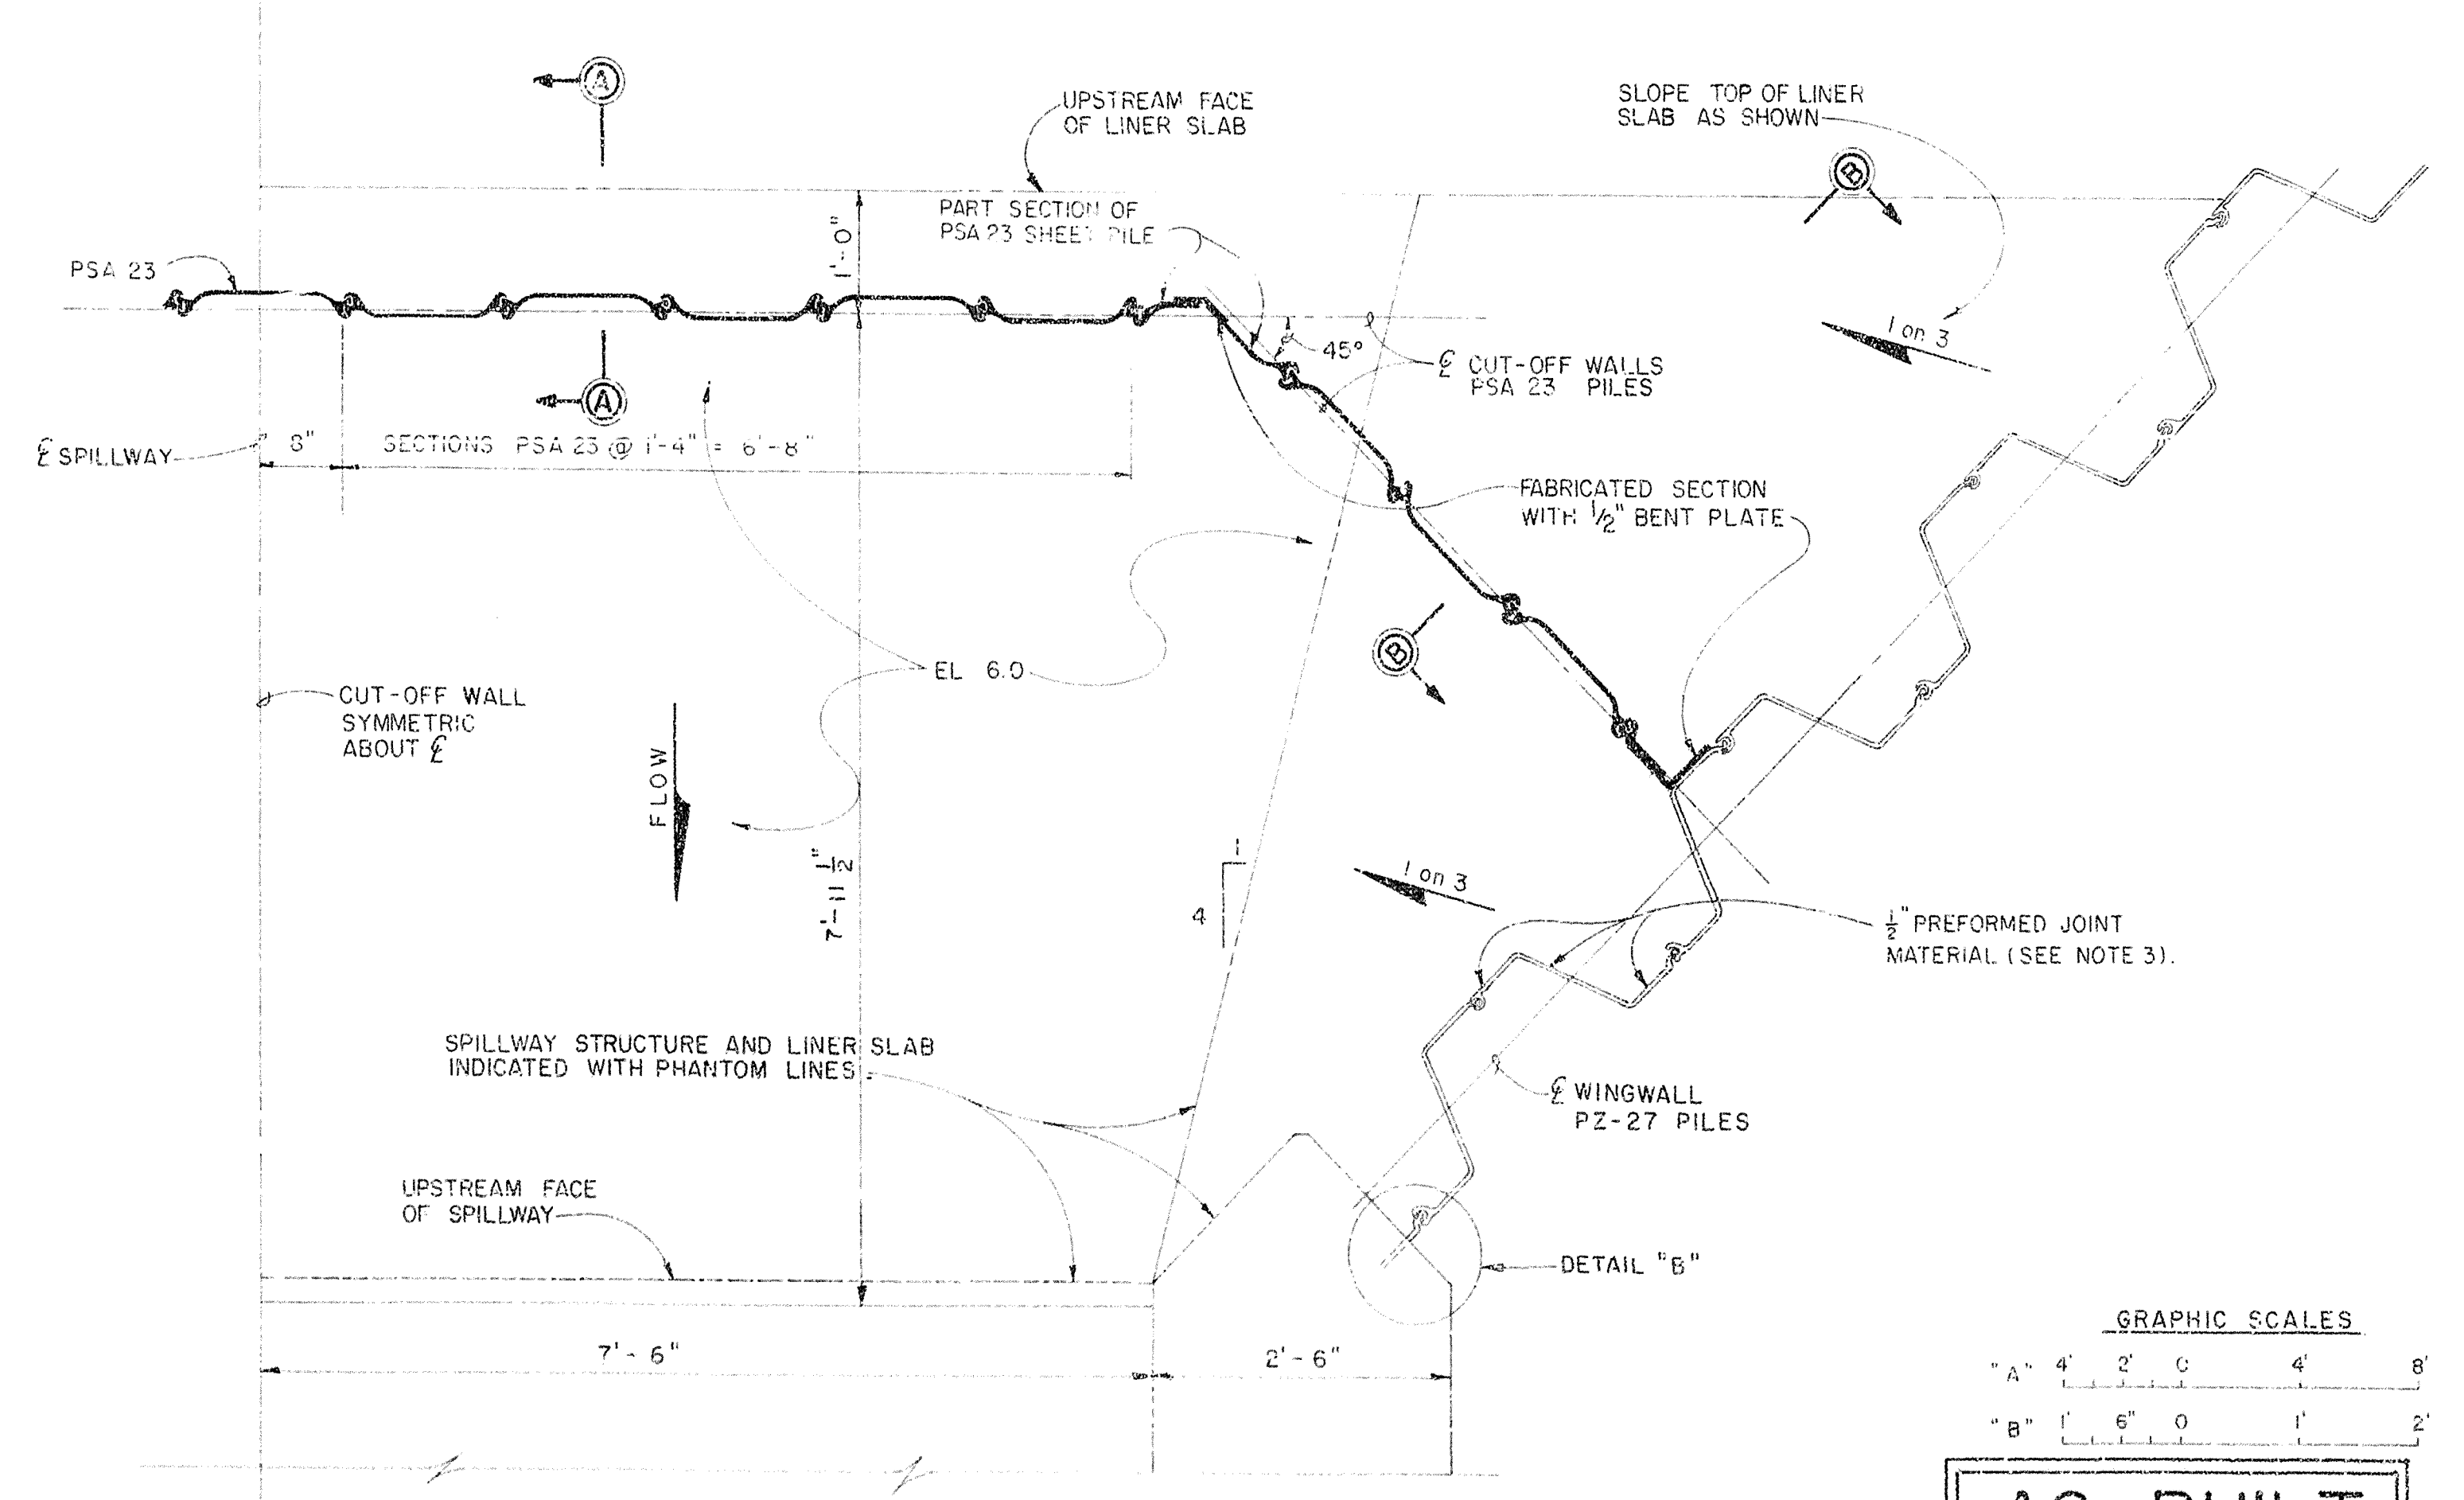 A
UPSTREAM FACE
OF LINER SLAB
SLOPE TOP OF LINER
SLAB AS SHOWN
B
PART SECTION OF
PSA 23 SHEET PILE
1'-0"
PSA 23
1 on 3
45°
℄ CUT-OFF WALLS
PSA 23 PILES
A
℄ SPILLWAY
8"
SECTIONS PSA 23 @ 1'-4" = 6'-8"
FABRICATED SECTION
WITH 1/2" BENT PLATE
B
EL 6.0
CUT-OFF WALL
SYMMETRIC
ABOUT ℄
FLOW
7'-11 1/2"
1
4
1 on 3
1/2" PREFORMED JOINT
MATERIAL (SEE NOTE 3).
SPILLWAY STRUCTURE AND LINER SLAB
INDICATED WITH PHANTOM LINES
℄ WINGWALL
PZ-27 PILES
UPSTREAM FACE
OF SPILLWAY
DETAIL "B"
7'-6"
2'-6"
GRAPHIC SCALES
"A" 4' 2' 0 4' 8'
"B" 1' 6" 0 1' 2'
AS BUILT